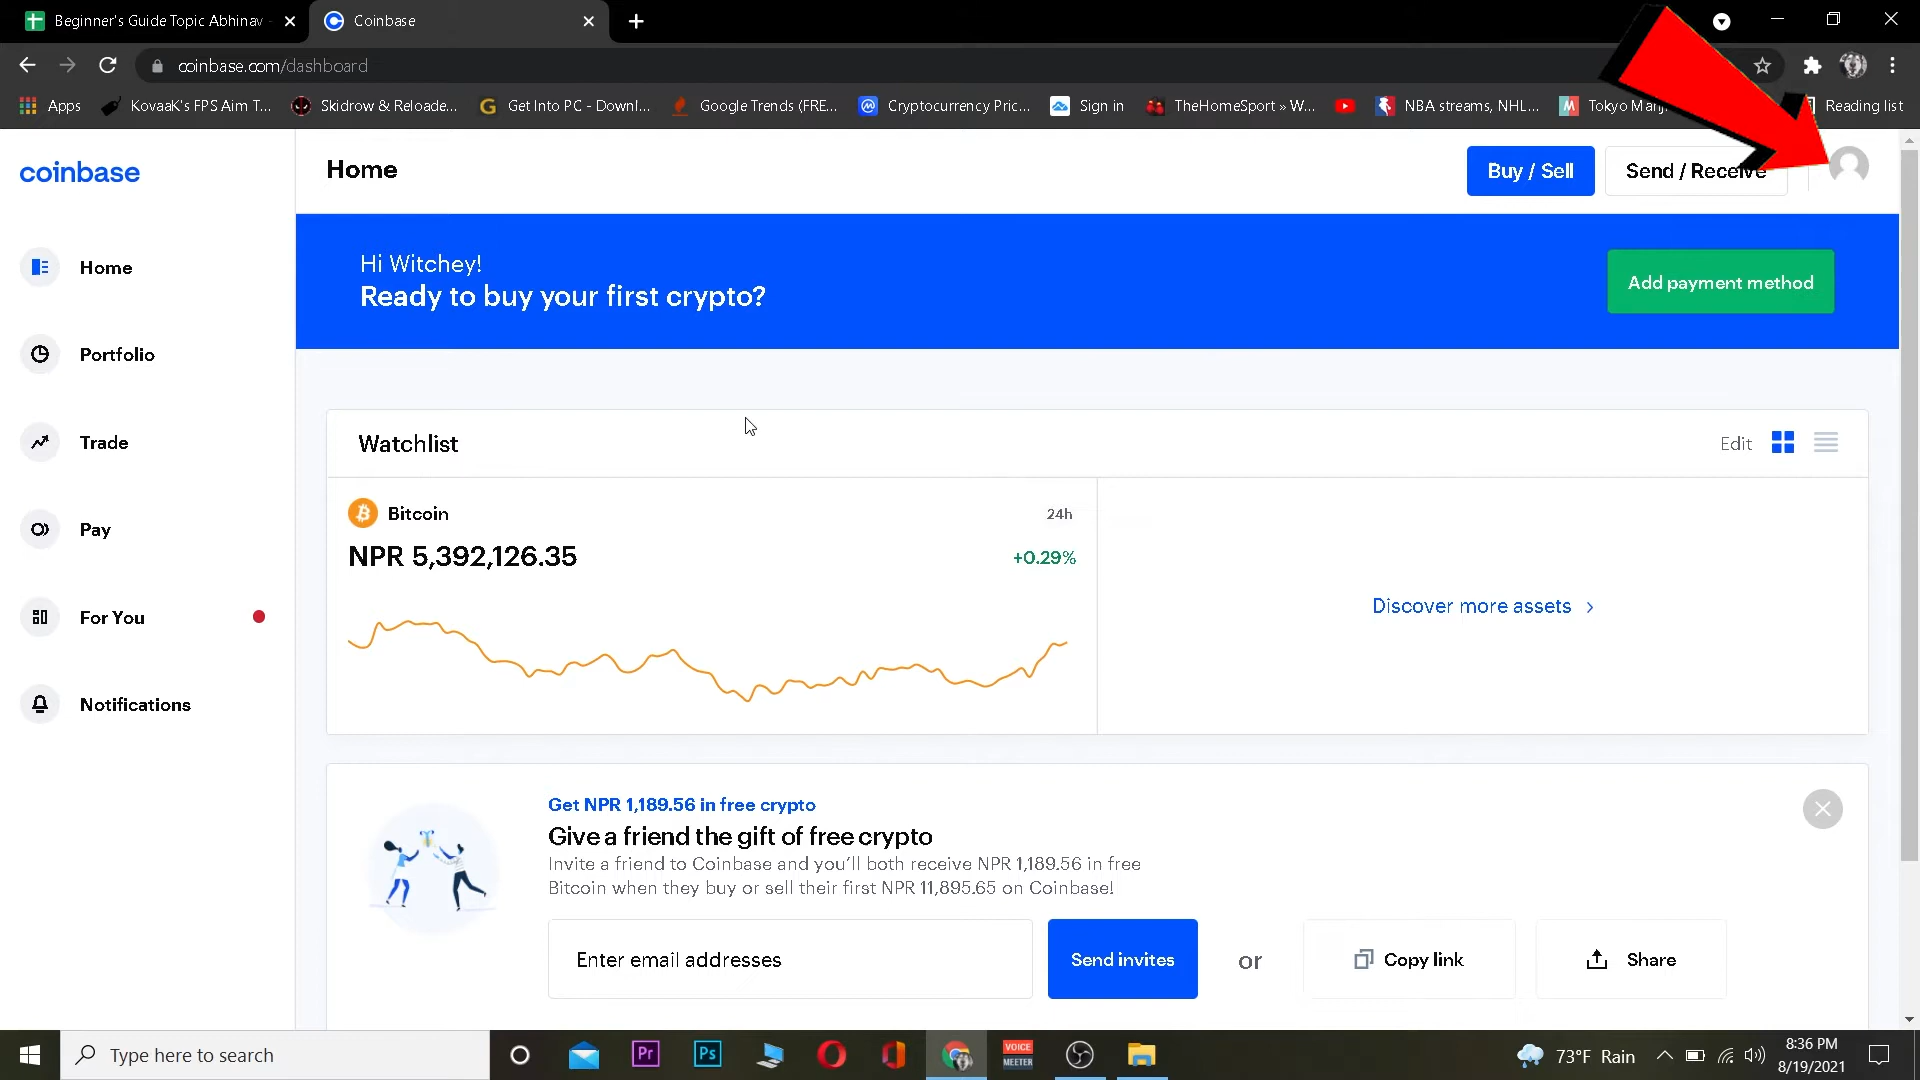 Beginner's Guide Topic Abhinav
Coinbase
coinbase.com/dashboard
Apps
KovaaK's FPS Aim T...
Skidrow & Reloade...
Get Into PC - Downl...
Google Trends (FRE...
Cryptocurrency Pric...
Sign in
TheHomeSport » W...
NBA streams, NHL...
Reading list
coinbase
Home
Buy / Sell
Send / Receive
Hi Witchey!
Ready to buy your first crypto?
Add payment method
Home
Portfolio
Trade
Pay
For You
Notifications
Watchlist
Edit
Bitcoin
24h
NPR 5,392,126.35
+0.29%
Discover more assets
Get NPR 1,189.56 in free crypto
Give a friend the gift of free crypto
Invite a friend to Coinbase and you'll both receive NPR 1,189.56 in free
Bitcoin when they buy or sell their first NPR 11,895.65 on Coinbase!
Enter email addresses
Send invites
or
Copy link
Share
Type here to search
Pr
Ps
VOICE
MEETER
73°F Rain
8:36 PM
8/19/2021